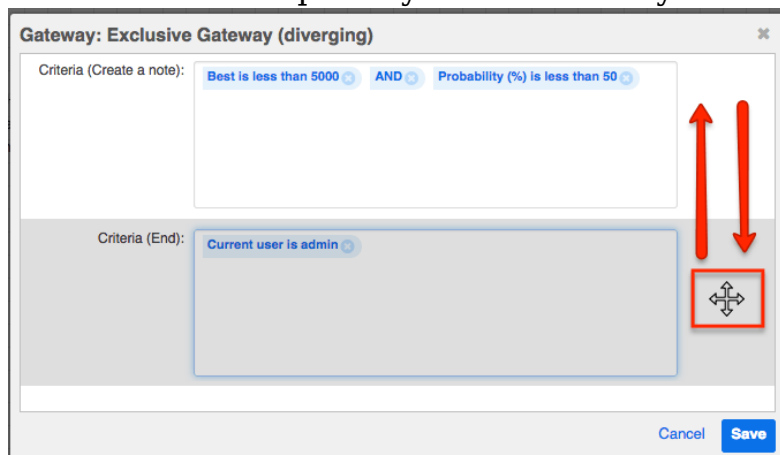 Gateway: Exclusive Gateway (diverging)
Criteria (Create a note):
Best is less than 5000 AND Probability (%) is less than 50
Criteria (End):
Current user is admin
Cancel Save